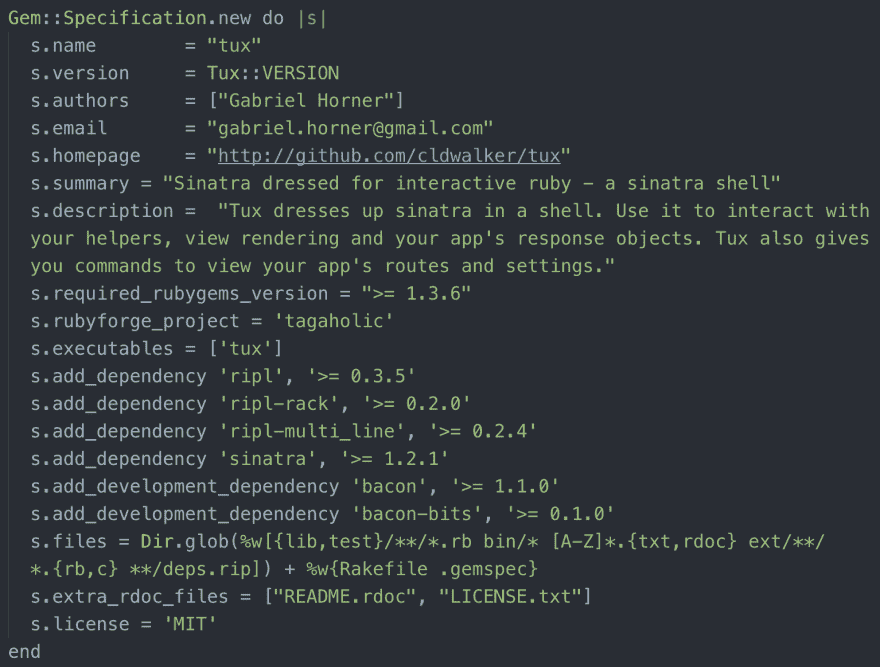 Gem::Specification.new do |s|
  s.name        = "tux"
  s.version     = Tux::VERSION
  s.authors     = ["Gabriel Horner"]
  s.email       = "gabriel.horner@gmail.com"
  s.homepage    = "http://github.com/cldwalker/tux"
  s.summary = "Sinatra dressed for interactive ruby - a sinatra shell"
  s.description =  "Tux dresses up sinatra in a shell. Use it to interact with
  your helpers, view rendering and your app's response objects. Tux also gives
  you commands to view your app's routes and settings."
  s.required_rubygems_version = ">= 1.3.6"
  s.rubyforge_project = 'tagaholic'
  s.executables = ['tux']
  s.add_dependency 'ripl', '>= 0.3.5'
  s.add_dependency 'ripl-rack', '>= 0.2.0'
  s.add_dependency 'ripl-multi_line', '>= 0.2.4'
  s.add_dependency 'sinatra', '>= 1.2.1'
  s.add_development_dependency 'bacon', '>= 1.1.0'
  s.add_development_dependency 'bacon-bits', '>= 0.1.0'
  s.files = Dir.glob(%w[{lib,test}/**/*.rb bin/* [A-Z]*.{txt,rdoc} ext/**/
  *.{rb,c} **/deps.rip]) + %w{Rakefile .gemspec}
  s.extra_rdoc_files = ["README.rdoc", "LICENSE.txt"]
  s.license = 'MIT'
end